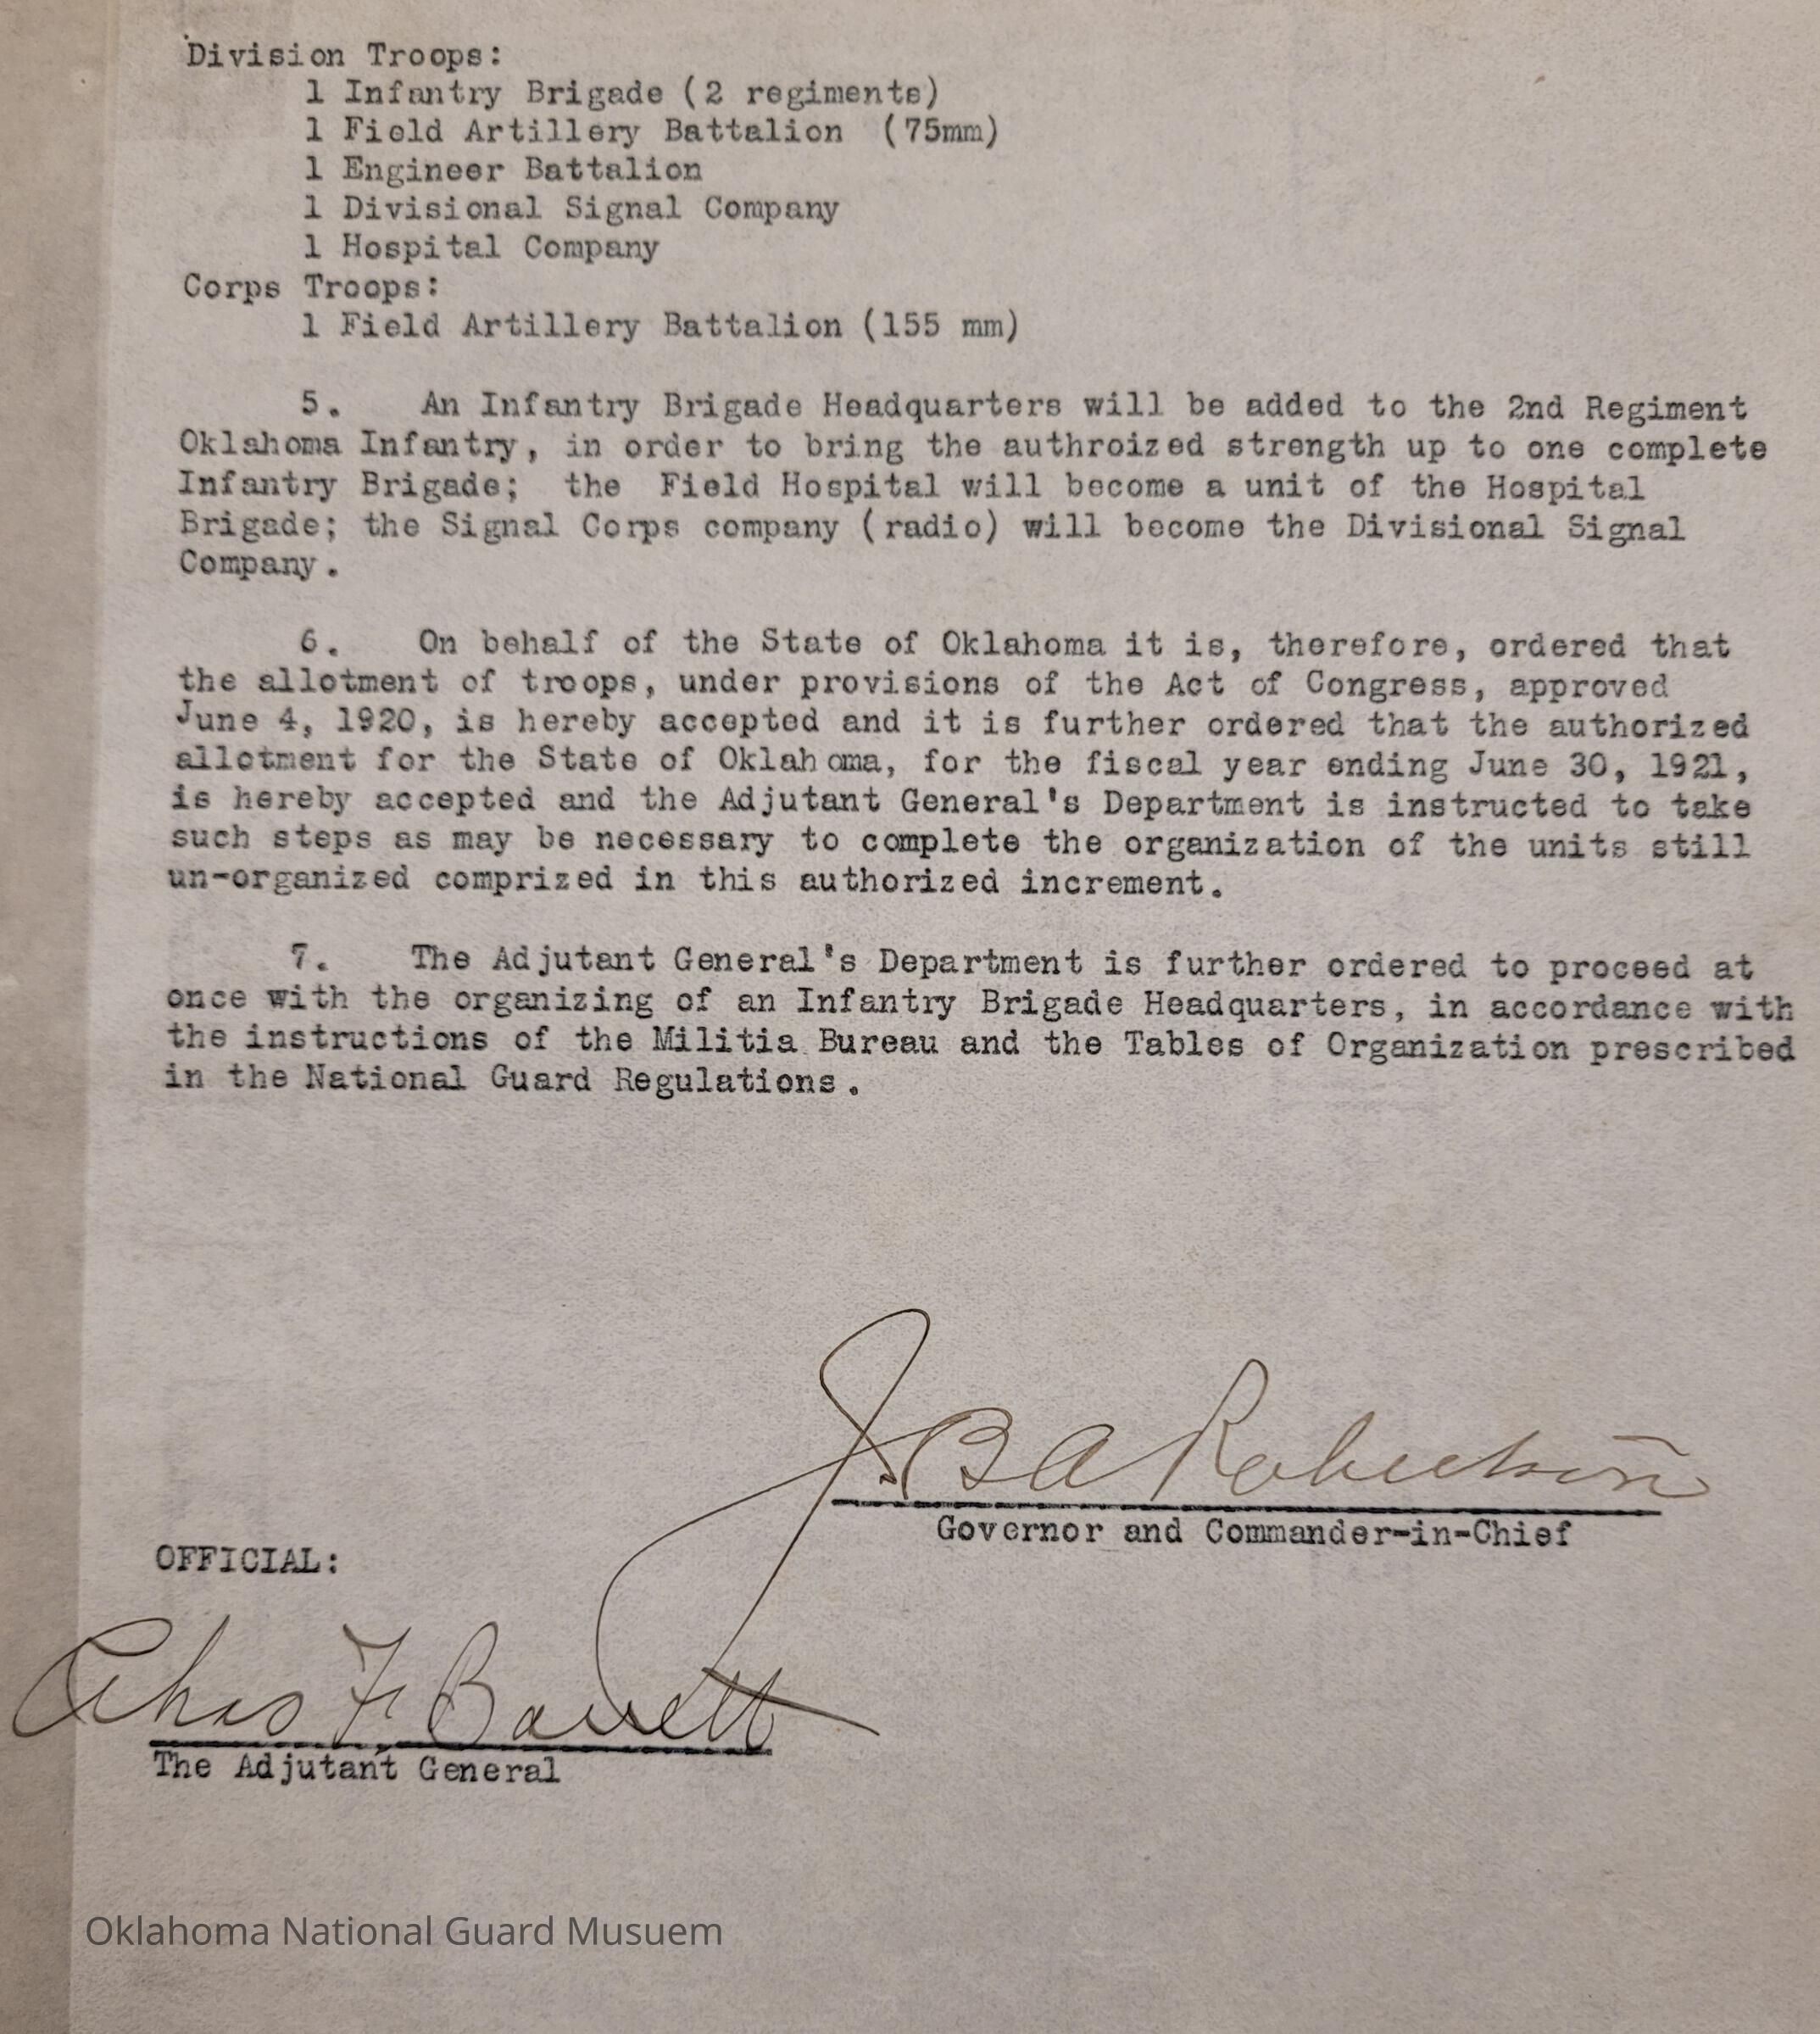 Division Troops:
1 Infantry Brigade (2 regiments)
1 Field Artillery Battalion (75mm)
1 Engineer Battalion
1 Divisional Signal Company
1 Hospital Company
Corps Troops:
1 Field Artillery Battalion (155 mm)
5. An Infantry Brigade Headquarters will be added to the 2nd Regiment
Oklahoma Infantry, in order to bring the authroized strength up to one complete
Infantry Brigade; the Field Hospital will become a unit of the Hospital
Brigade; the Signal Corps company (radio) will become the Divisional Signal
Company.
6. On behalf of the State of Oklahoma it is, therefore, ordered that
the allotment of troops, under provisions of the Act of Congress, approved
June 4, 1920, is hereby accepted and it is further ordered that the authorized
allotment for the State of Oklahoma, for the fiscal year ending June 30, 1921,
is hereby accepted and the Adjutant General's Department is instructed to take
such steps as may be necessary to complete the organization of the units still
un-organized comprized in this authorized increment.
7. The Adjutant General's Department is further ordered to proceed at
once with the organizing of an Infantry Brigade Headquarters, in accordance with
the instructions of the Militia Bureau and the Tables of Organization prescribed
in the National Guard Regulations.
J B A Robertson
Governor and Commander-in-Chief
OFFICIAL:
Chas F. Barrett
The Adjutant General
Oklahoma National Guard Musuem